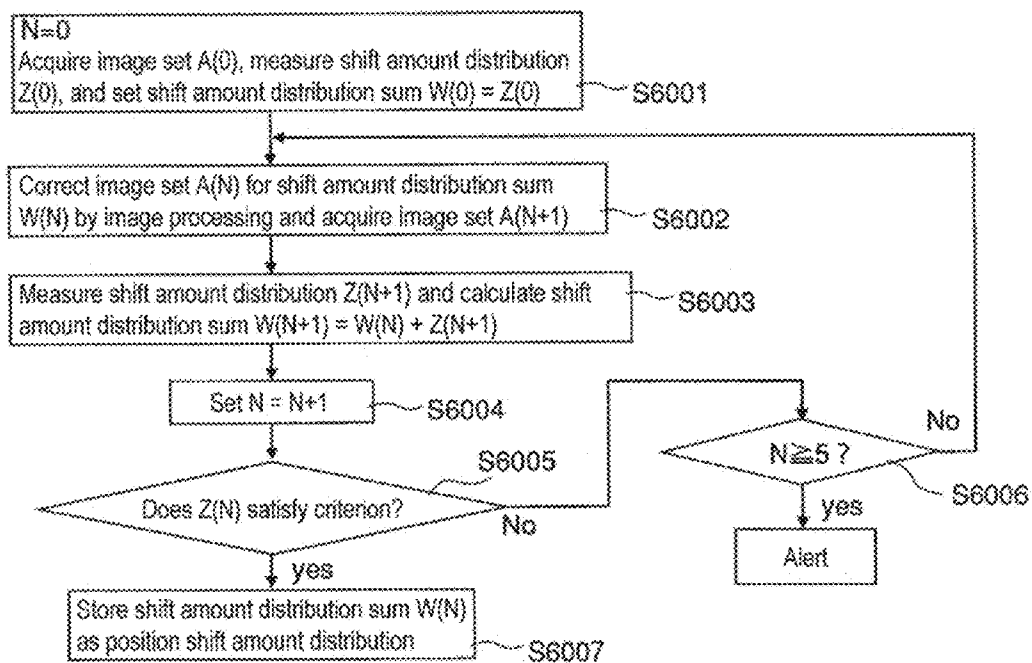 N=0
Acquire image set A(0), measure shift amount distribution
Z(0), and set shift amount distribution sum W(0) = Z(0)
S6001
Correct image set A(N) for shift amount distribution sum
W(N) by image processing and acquire image set A(N+1)
S6002
Measure shift amount distribution Z(N+1) and calculate shift
amount distribution sum W(N+1) = W(N) + Z(N+1)
S6003
Set N = N+1
S6004
Does Z(N) satisfy criterion?
S6005
No
yes
N≧5 ?
No
S6006
yes
Alert
Store shift amount distribution sum W(N)
as position shift amount distribution
S6007